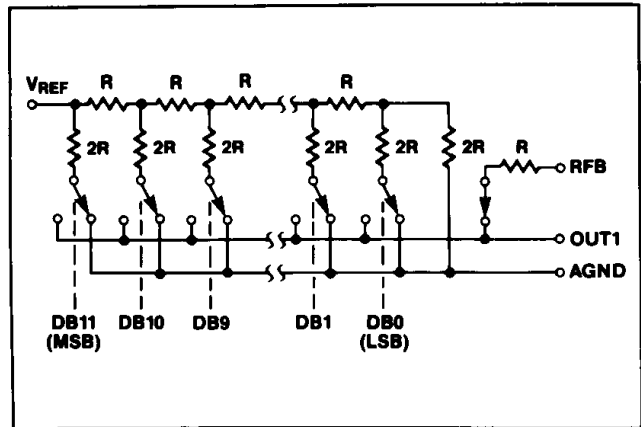 VREF R R R R
2R 2R 2R 2R 2R 2R R RFB
OUT1
AGND
DB11 DB10 DB9 DB1 DB0
(MSB) (LSB)